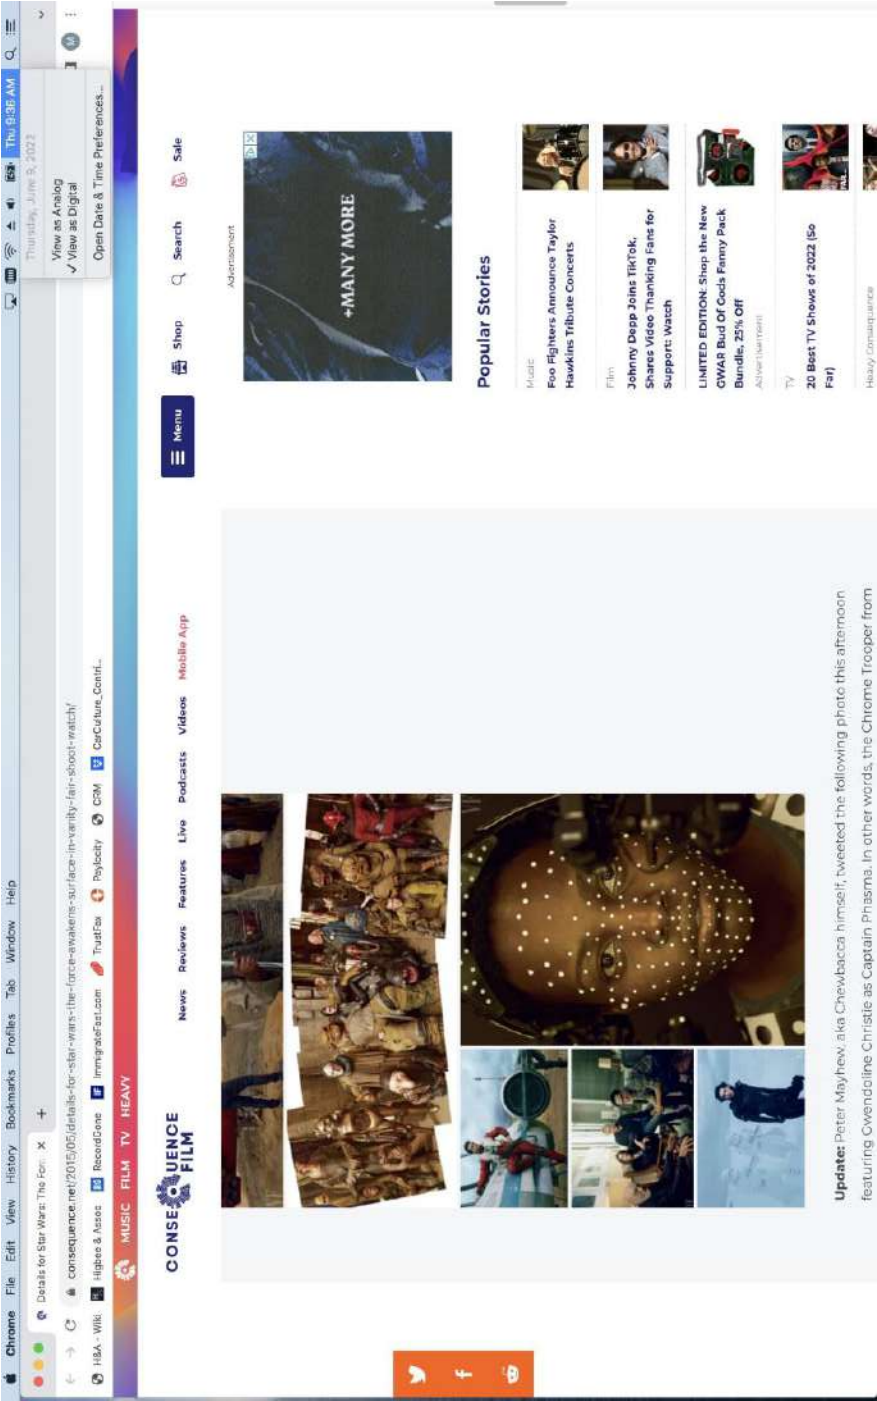 Chrome File Edit View History Bookmarks Profiles Tab Window Help
Thu 9:36 AM
Thursday, June 9, 2022
View as Analog
✓ View as Digital
Open Date & Time Preferences...
Details for Star Wars: The For
consequence.net/2015/05/details-for-star-wars-the-force-awakens-surface-in-vanity-fair-shoot-watch/
M
H&A - Wiki
Higbee & Assoc
RecordGone
ImmigrateFast.com
TrustFax
Paylocity
CRM
CarCulture_Contri...
MUSIC FILM TV HEAVY
CONSEQUENCE
FILM
News Reviews Features Live Podcasts Videos Mobile App
Menu
Shop
Search
Sale
Advertisement
+MANY MORE
Popular Stories
Music
Foo Fighters Announce Taylor
Hawkins Tribute Concerts
Film
Johnny Depp Joins TikTok,
Shares Video Thanking Fans for
Support: Watch
LIMITED EDITION: Shop the New
GWAR Bud Of Gods Fanny Pack
Bundle, 25% Off
Advertisement
TV
20 Best TV Shows of 2022 (So
Far)
Heavy Consequence
Update: Peter Mayhew, aka Chewbacca himself, tweeted the following photo this afternoon
featuring Gwendoline Christie as Captain Phasma. In other words, the Chrome Trooper from